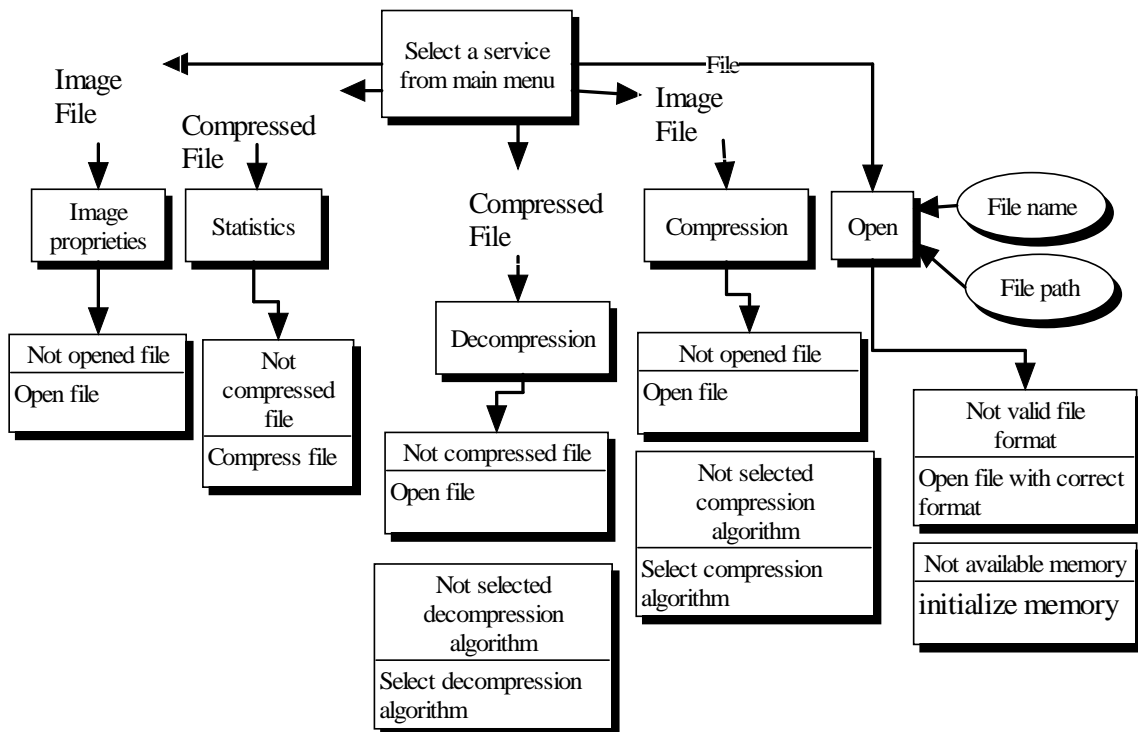 Select a service
from main menu
File
Image
File
Image
File
Compressed
File
Compressed
File
Image
proprieties
Statistics
Compression
Open
File name
File path
Decompression
Not opened file
Open file
Not
compressed
file
Compress file
Not compressed file
Open file
Not selected
decompression
algorithm
Select decompression
algorithm
Not opened file
Open file
Not selected
compression
algorithm
Select compression
algorithm
Not valid file
format
Open file with correct
format
Not available memory
initialize memory